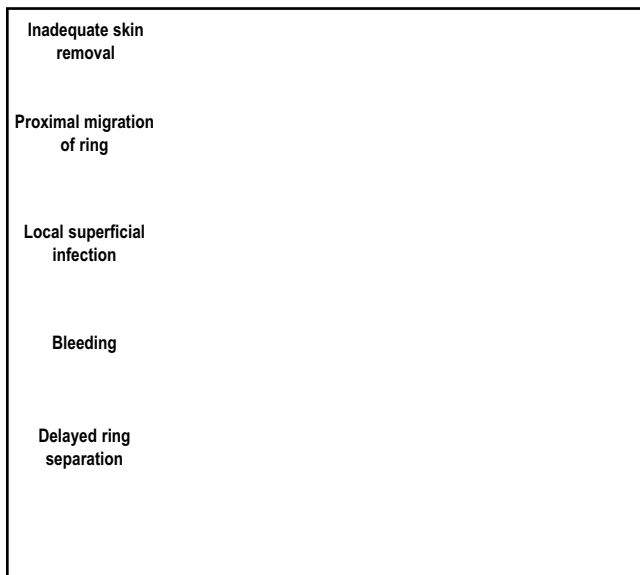 Inadequate skin
removal
Proximal migration
of ring
Local superficial
infection
Bleeding
Delayed ring
separation